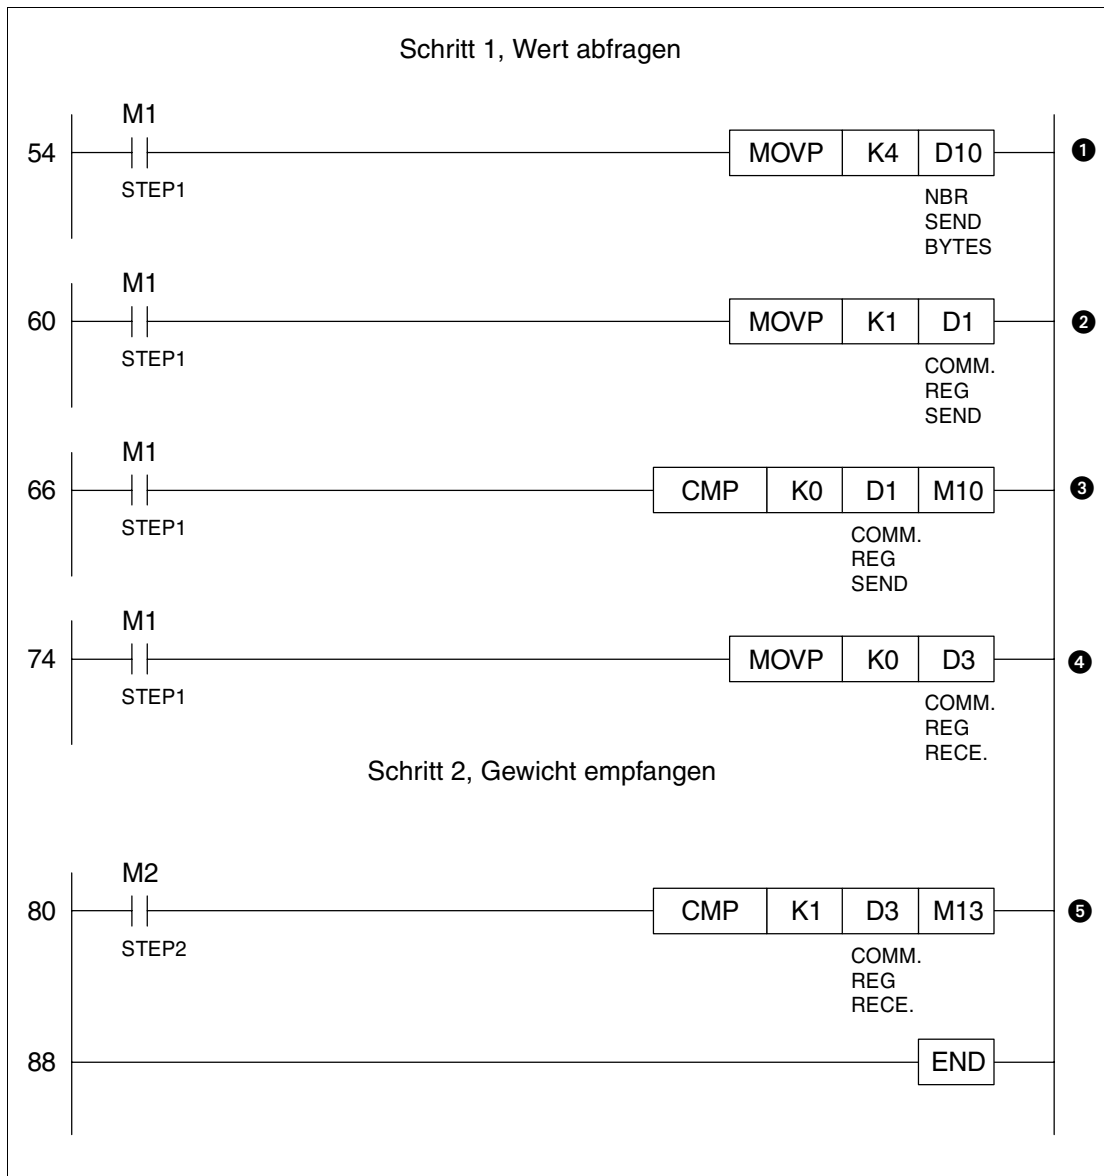 Schritt 1, Wert abfragen
M1
54 MOVP K4 D10 ❶
STEP1
NBR
SEND
BYTES
M1
60 MOVP K1 D1 ❷
STEP1
COMM.
REG
SEND
M1
66 CMP K0 D1 M10 ❸
STEP1
COMM.
REG
SEND
M1
74 MOVP K0 D3 ❹
STEP1
COMM.
REG
RECE.
Schritt 2, Gewicht empfangen
M2
80 CMP K1 D3 M13 ❺
STEP2
COMM.
REG
RECE.
88 END